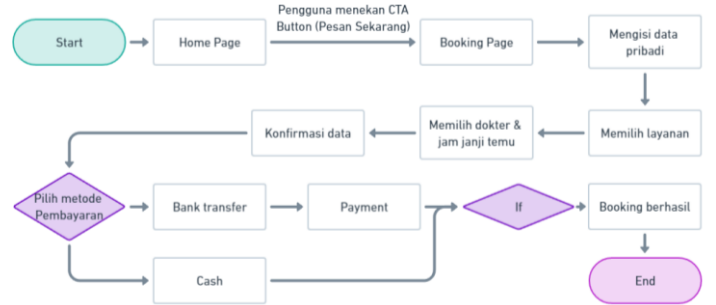 Pengguna menekan CTA
Button (Pesan Sekarang)
Start
Home Page
Booking Page
Mengisi data
pribadi
Konfirmasi data
Memilih dokter &
jam janji temu
Memilih layanan
Pilih metode
Pembayaran
Bank transfer
Payment
If
Booking berhasil
Cash
End